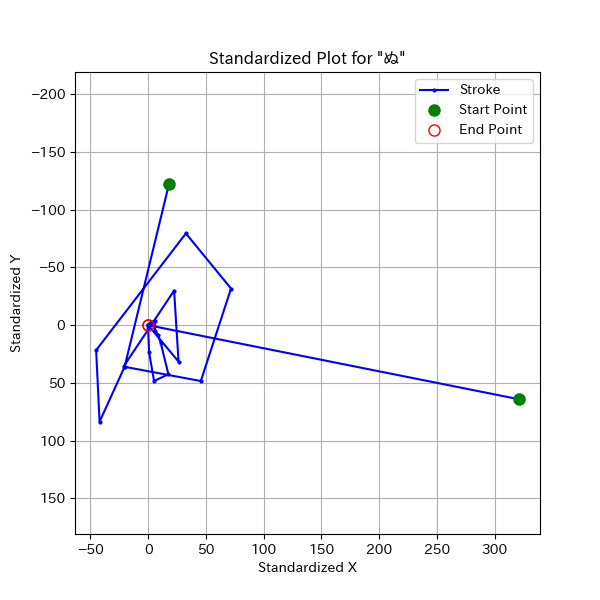 Standardized Plot for "ぬ"
Stroke
Start Point
End Point
Standardized Y
−200
−150
−100
−50
0
50
100
150
−50 0 50 100 150 200 250 300
Standardized X